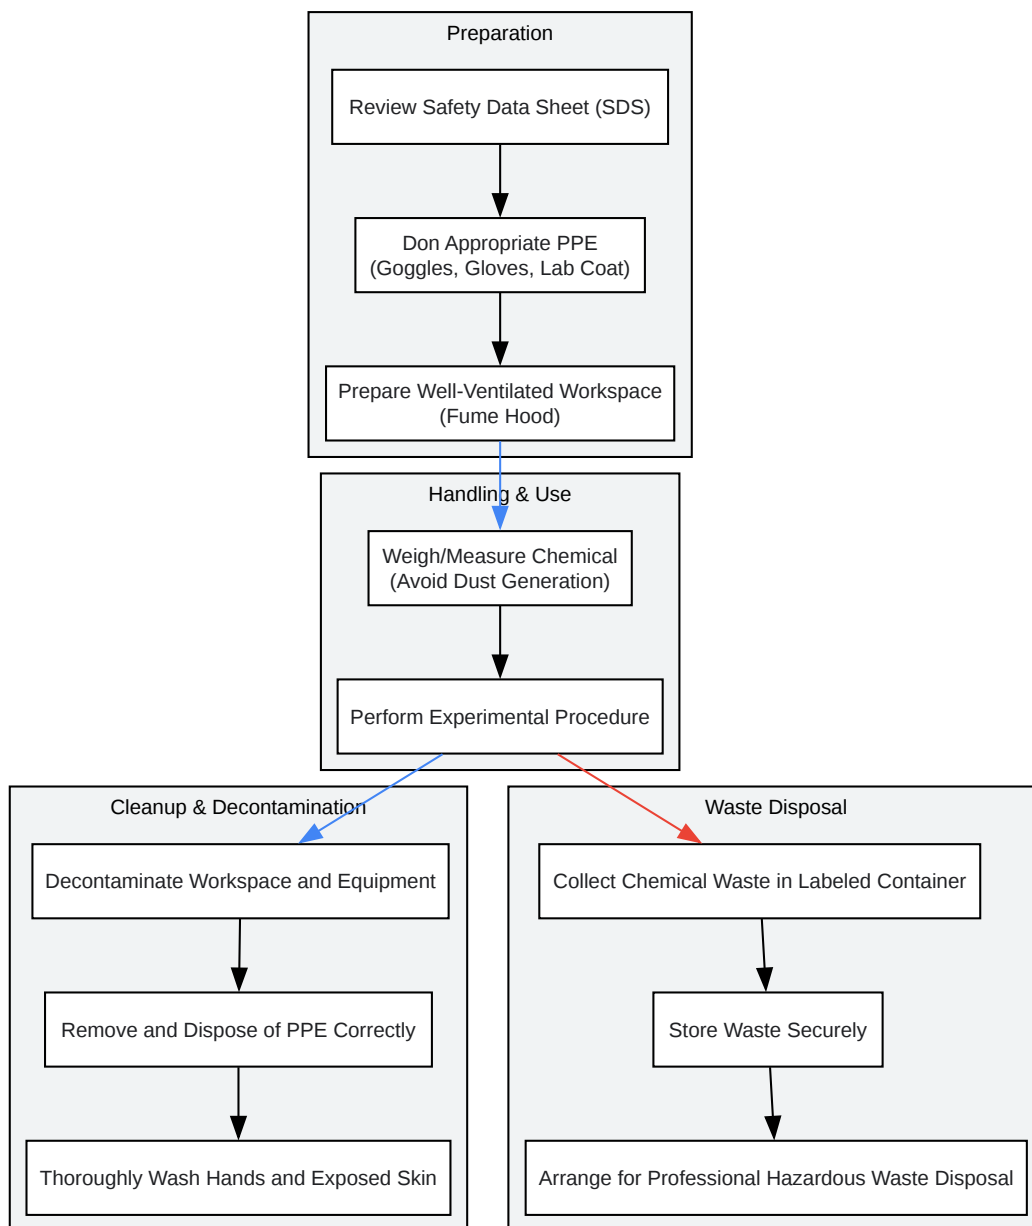 Preparation
Review Safety Data Sheet (SDS)
Don Appropriate PPE
(Goggles, Gloves, Lab Coat)
Prepare Well-Ventilated Workspace
(Fume Hood)
Handling & Use
Weigh/Measure Chemical
(Avoid Dust Generation)
Perform Experimental Procedure
Cleanup & Decontamination
Decontaminate Workspace and Equipment
Remove and Dispose of PPE Correctly
Thoroughly Wash Hands and Exposed Skin
Waste Disposal
Collect Chemical Waste in Labeled Container
Store Waste Securely
Arrange for Professional Hazardous Waste Disposal